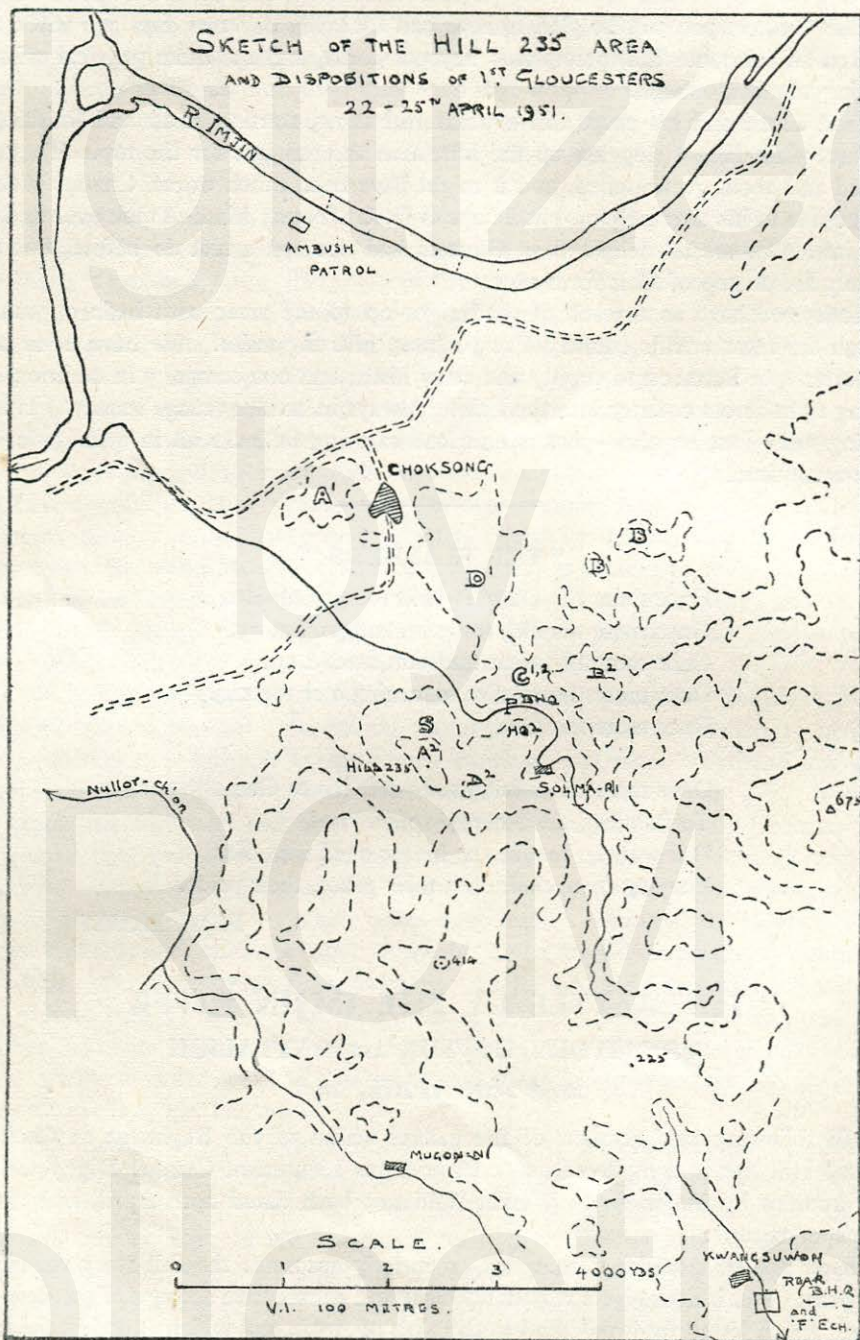 SKETCH OF THE HILL 235 AREA
AND DISPOSITIONS OF 1ST GLOUCESTERS
22-25TH APRIL 1951.
R. IMJIN
AMBUSH
PATROL
CHOKSONG
A1
B
B1
D
C1,2
B2
P BHQ
HQ2
S
A2
HILL 235
D2
SOLMA-RI
Nullor-Ch'on
675
414
225
MUGON-NI
SCALE.
0 1 2 3 4000 YDS
V.I. 100 METRES.
KWANGSUWON
REAR
B.H.Q.
and
'F' ECH.